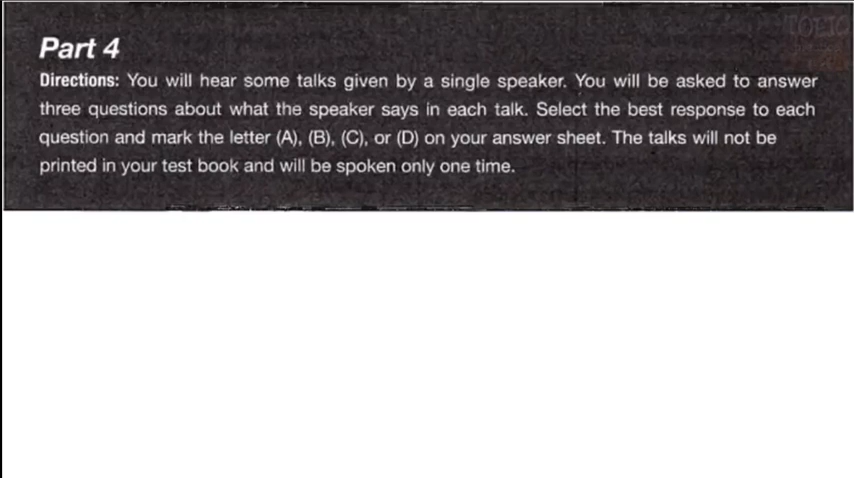 TOEIC
Part 4
Directions: You will hear some talks given by a single speaker. You will be asked to answer
three questions about what the speaker says in each talk. Select the best response to each
question and mark the letter (A), (B), (C), or (D) on your answer sheet. The talks will not be
printed in your test book and will be spoken only one time.